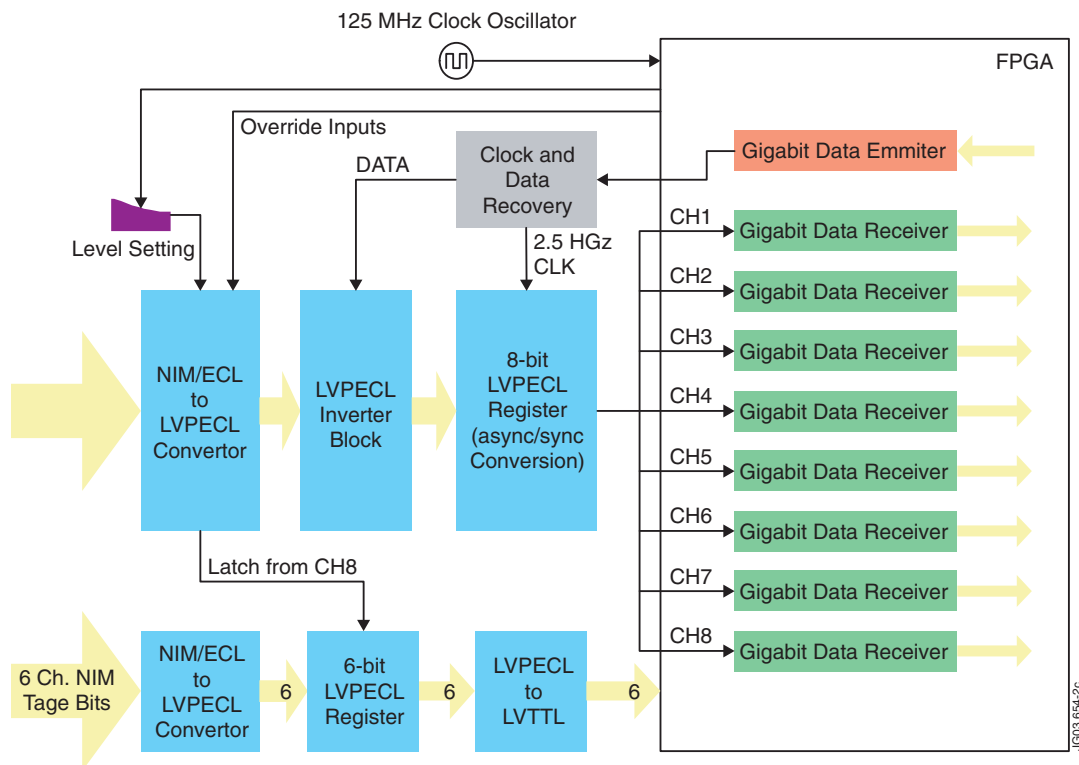 125 MHz Clock Oscillator
FPGA
Override Inputs
DATA
Clock and
Data
Recovery
Gigabit Data Emmiter
Level Setting
2.5 HGz
CLK
CH1
Gigabit Data Receiver
CH2
Gigabit Data Receiver
CH3
Gigabit Data Receiver
CH4
Gigabit Data Receiver
CH5
Gigabit Data Receiver
CH6
Gigabit Data Receiver
CH7
Gigabit Data Receiver
CH8
Gigabit Data Receiver
NIM/ECL
to
LVPECL
Convertor
LVPECL
Inverter
Block
8-bit
LVPECL
Register
(async/sync
Conversion)
Latch from CH8
6 Ch. NIM
Tage Bits
NIM/ECL
to
LVPECL
Convertor
6
6-bit
LVPECL
Register
6
LVPECL
to
LVTTL
6
JG03.654-2c